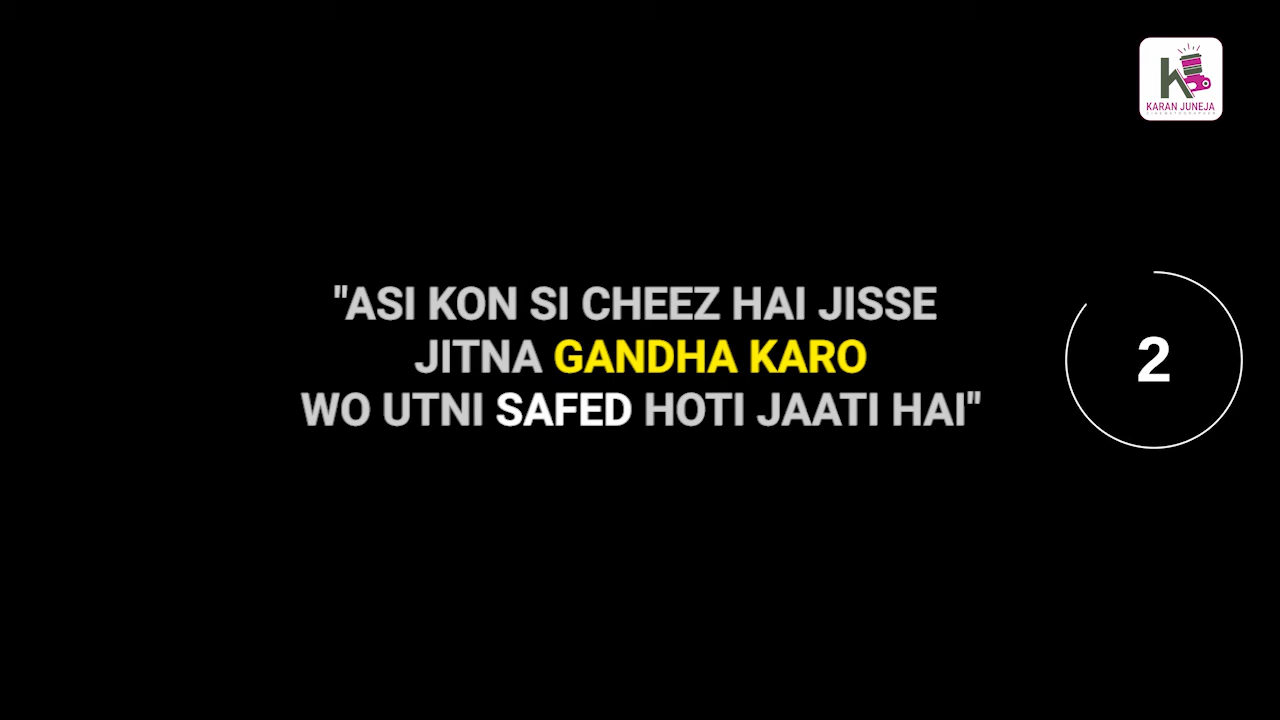 KARAN JUNEJA
"ASI KON SI CHEEZ HAI JISSE
JITNA GANDHA KARO
WO UTNI SAFED HOTI JAATI HAI"
2